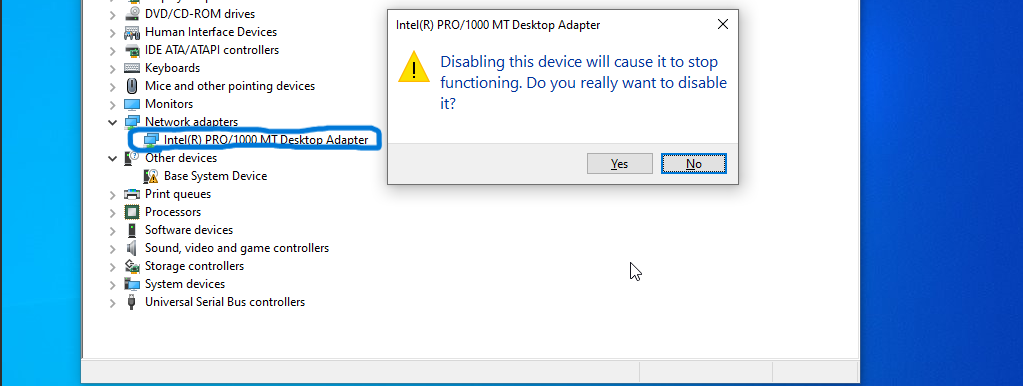 DVD/CD-ROM drives
Human Interface Devices
IDE ATA/ATAPI controllers
Keyboards
Mice and other pointing devices
Monitors
Network adapters
Intel(R) PRO/1000 MT Desktop Adapter
Other devices
Base System Device
Print queues
Processors
Software devices
Sound, video and game controllers
Storage controllers
System devices
Universal Serial Bus controllers
Intel(R) PRO/1000 MT Desktop Adapter
Disabling this device will cause it to stop
functioning. Do you really want to disable
it?
Yes
No